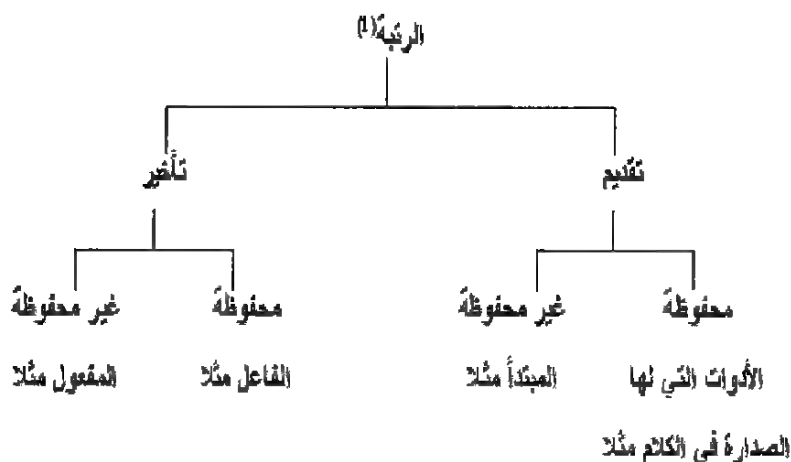 الرتبة(1)
تقديم تأخير
محفوظة غير محفوظة محفوظة غير محفوظة
الأدوات التي لها المبتدأ مثلا الفاعل مثلا المفعول مثلا
الصدارة في الكلام مثلا